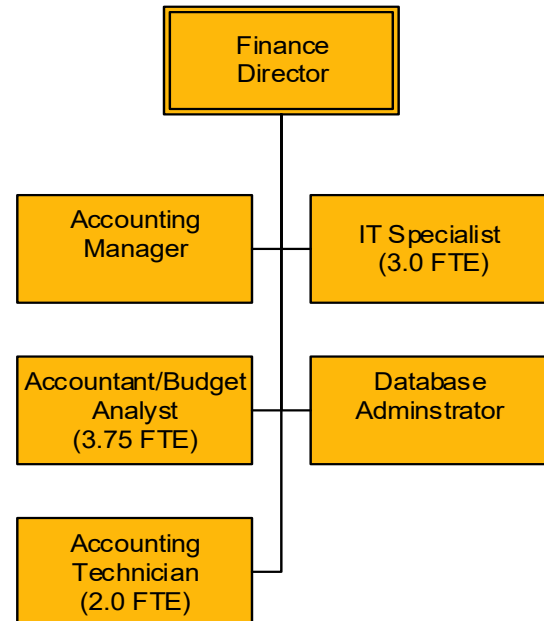 Finance
Director
Accounting
Manager
IT Specialist
(3.0 FTE)
Accountant/Budget
Analyst
(3.75 FTE)
Database
Adminstrator
Accounting
Technician
(2.0 FTE)